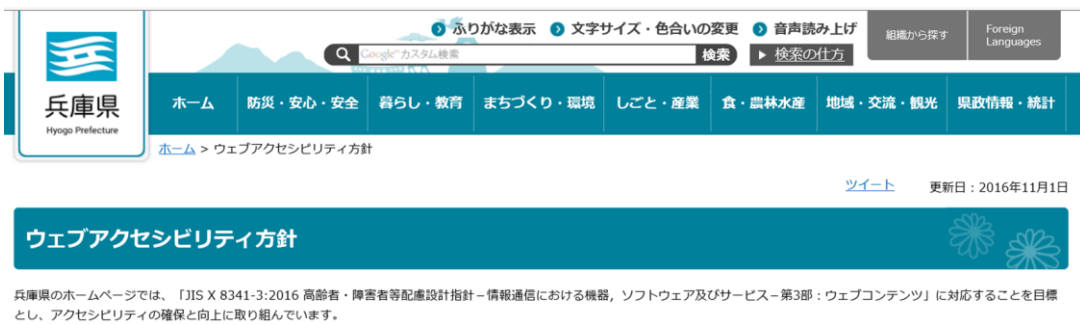 ふりがな表示 文字サイズ・色合いの変更 音声読み上げ
組織から探す
Foreign Languages
Google カスタム検索 検索 検索の仕方
兵庫県
Hyogo Prefecture
ホーム 防災・安心・安全 暮らし・教育 まちづくり・環境 しごと・産業 食・農林水産 地域・交流・観光 県政情報・統計
ホーム > ウェブアクセシビリティ方針
ツイート 更新日：2016年11月1日
ウェブアクセシビリティ方針
兵庫県のホームページでは、「JIS X 8341-3:2016 高齢者・障害者等配慮設計指針－情報通信における機器，ソフトウェア及びサービス－第3部：ウェブコンテンツ」に対応することを目標
とし、アクセシビリティの確保と向上に取り組んでいます。